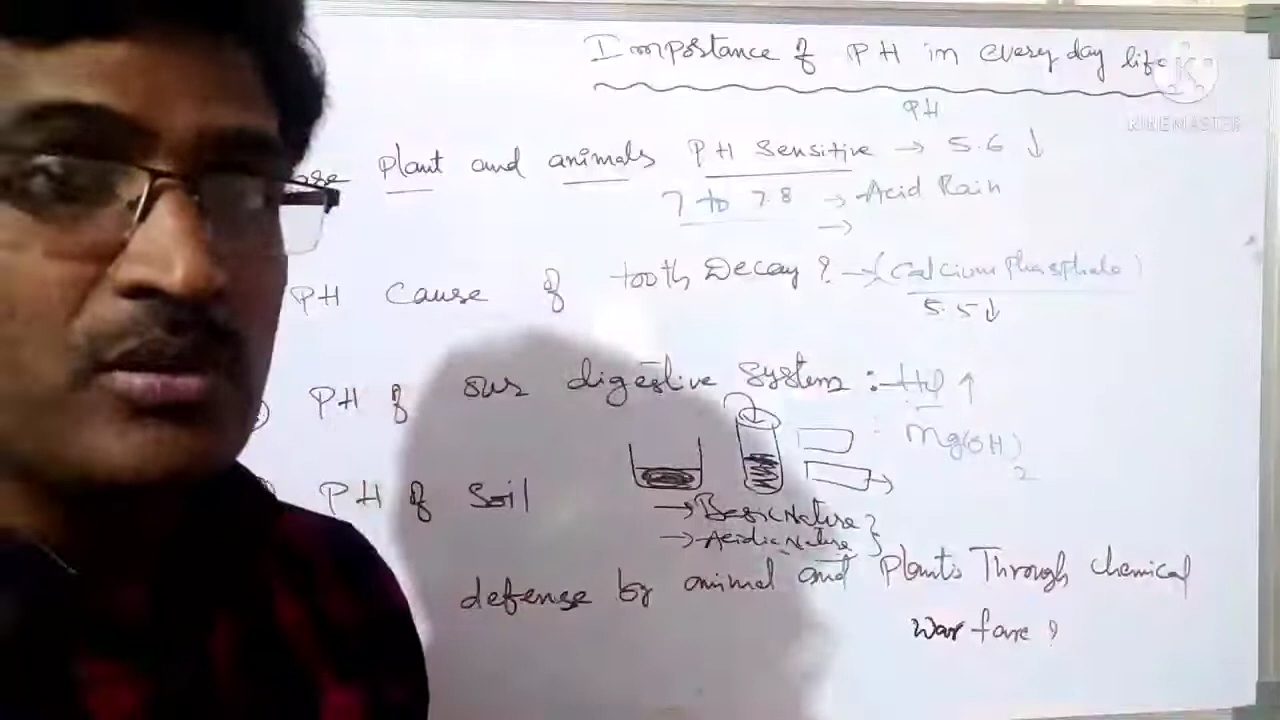 Importance of PH in every day life
KINEMASTER
PH
plant and animals PH Sensitive → 5.6 ↓
7 to 7.8 → Acid Rain
→
PH cause of tooth Decay ? → (Calcium Phosphate)
5.5 ↓
PH of our digestive system :- Hcl ↑
: Mg(OH)2
PH of Soil
→ Basic Nature }
→ Acidic Nature }
defense by animal and Plants Through chemical
war fare ?